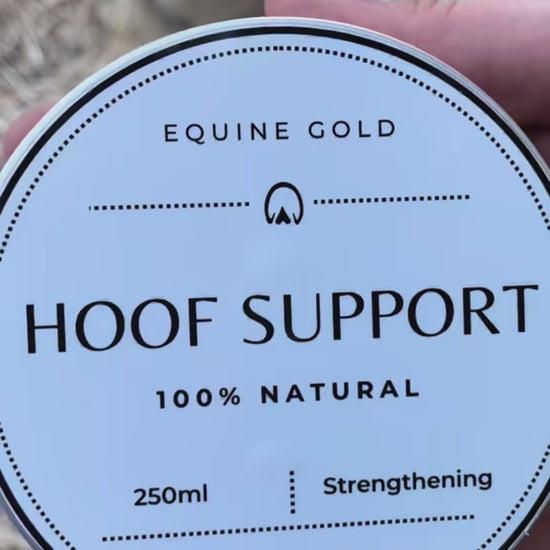 EQUINE GOLD
HOOF SUPPORT
100% NATURAL
250ml Strengthening